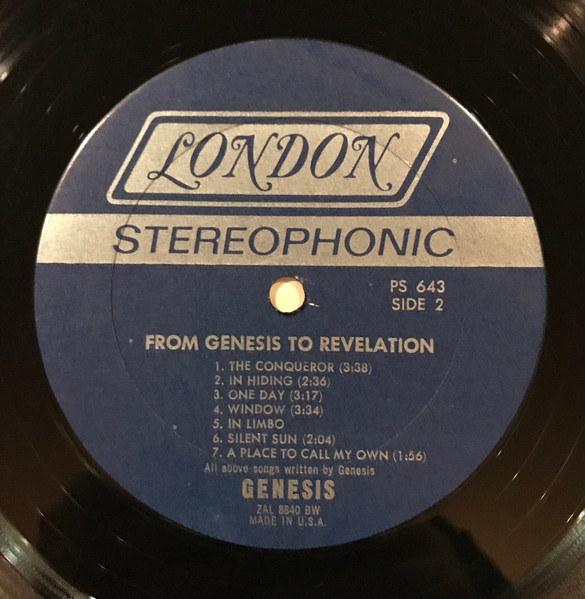 LONDON
STEREOPHONIC
PS 643
SIDE 2
FROM GENESIS TO REVELATION
1. THE CONQUEROR (3:38)
2. IN HIDING (2:36)
3. ONE DAY (3:17)
4. WINDOW (3:34)
5. IN LIMBO
6. SILENT SUN (2:04)
7. A PLACE TO CALL MY OWN (1:56)
All above songs written by Genesis
GENESIS
ZAL 8840 BW
MADE IN U.S.A.